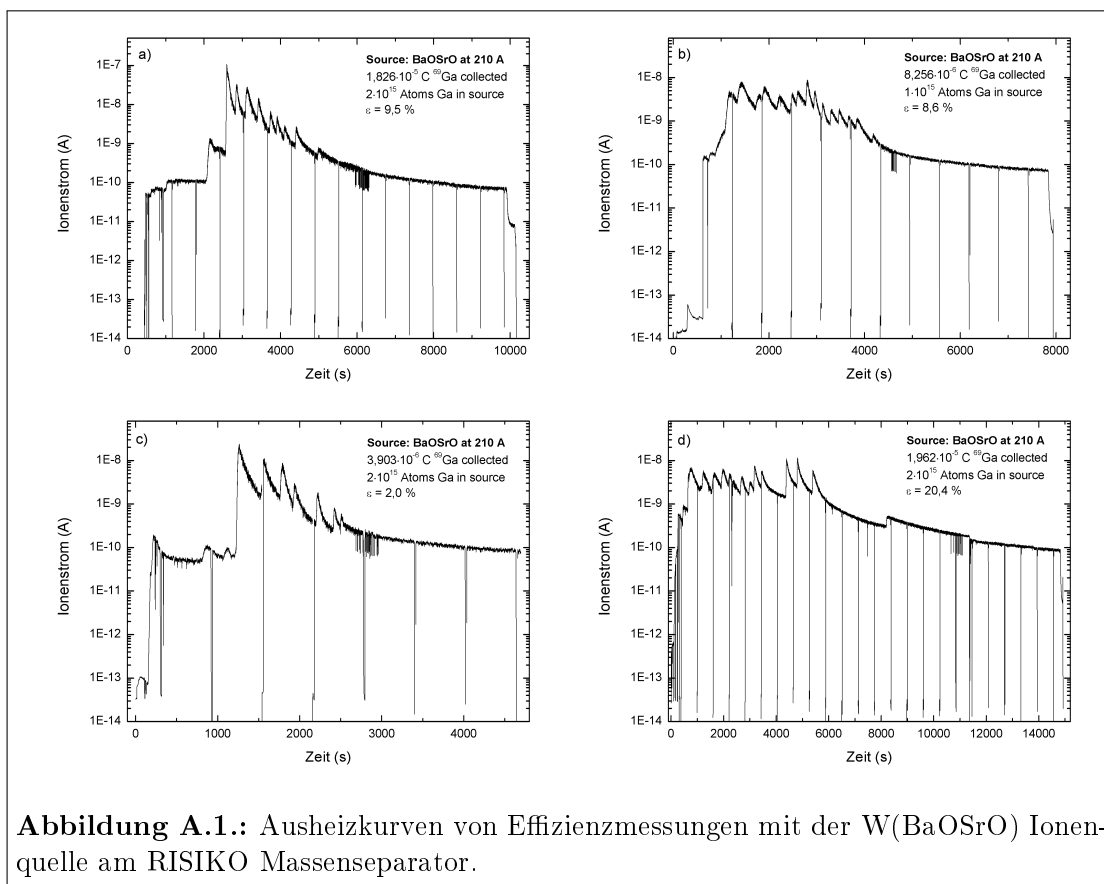 a)
Source: BaOSrO at 210 A
1,826·10⁻⁵ C ⁶⁹Ga collected
2·10¹⁵ Atoms Ga in source
ε = 9,5 %
1E-7
1E-8
1E-9
1E-10
1E-11
1E-12
1E-13
1E-14
Ionenstrom (A)
0 2000 4000 6000 8000 10000
Zeit (s)
b)
Source: BaOSrO at 210 A
8,256·10⁻⁶ C ⁶⁹Ga collected
1·10¹⁵ Atoms Ga in source
ε = 8,6 %
1E-8
1E-9
1E-10
1E-11
1E-12
1E-13
1E-14
Ionenstrom (A)
0 2000 4000 6000 8000
Zeit (s)
c)
Source: BaOSrO at 210 A
3,903·10⁻⁶ C ⁶⁹Ga collected
2·10¹⁵ Atoms Ga in source
ε = 2,0 %
1E-8
1E-9
1E-10
1E-11
1E-12
1E-13
1E-14
Ionenstrom (A)
0 1000 2000 3000 4000
Zeit (s)
d)
Source: BaOSrO at 210 A
1,962·10⁻⁵ C ⁶⁹Ga collected
2·10¹⁵ Atoms Ga in source
ε = 20,4 %
1E-8
1E-9
1E-10
1E-11
1E-12
1E-13
1E-14
Ionenstrom (A)
0 2000 4000 6000 8000 10000 12000 14000
Zeit (s)
Abbildung A.1.: Ausheizkurven von Effizienzmessungen mit der W(BaOSrO) Ionen-
quelle am RISIKO Massenseparator.